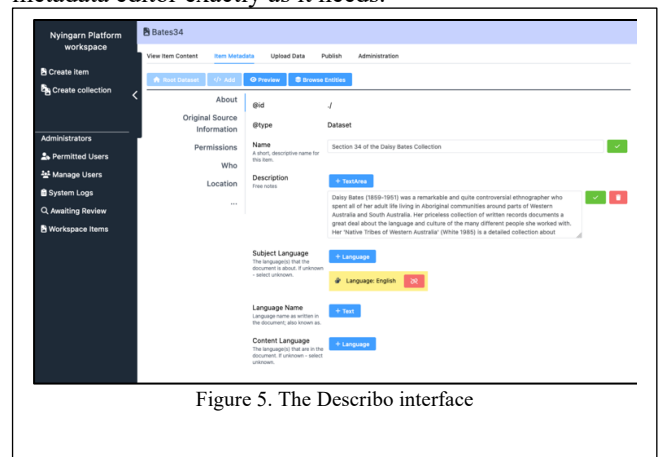 metadata editor exactly as it needs.
Nyingarn Platform
workspace
Create item
Create collection
Administrators
Permitted Users
Manage Users
System Logs
Awaiting Review
Workspace Items
Bates34
View Item Content Item Metadata Upload Data Publish Administration
Root Dataset </> Add Preview Browse Entities
About
Original Source
Information
Permissions
Who
Location
...
@id ./
@type Dataset
Name
A short, descriptive name for
this item.
Section 34 of the Daisy Bates Collection
Description
Free notes
+ TextArea
Daisy Bates (1859-1951) was a remarkable and quite controversial ethnographer who
spent all of her adult life living in Aboriginal communities around parts of Western
Australia and South Australia. Her priceless collection of written records documents a
great deal about the language and culture of the many different people she worked with.
Her 'Native Tribes of Western Australia' (White 1985) is a detailed collection about
Subject Language
The language(s) that the
document is about. If unknown
- select unknown.
+ Language
Language: English
Language Name
Language name as written in
the document; also known as.
+ Text
Content Language
The language(s) that are in the
document. If unknown - select
unknown.
+ Language
Figure 5. The Describo interface